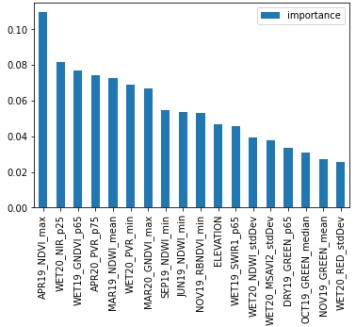 importance
0.10
0.08
0.06
0.04
0.02
0.00
APR19_NDVI_max
WET20_NIR_p25
WET19_GNDVI_p65
APR20_PVR_p75
MAR19_NDWI_mean
WET20_PVR_min
MAR20_GNDVI_max
SEP19_NDWI_min
JUN19_NDWI_min
NOV19_RBNDVI_min
ELEVATION
WET19_SWIR1_p65
WET20_NDWI_stdDev
WET20_MSAVI2_stdDev
DRY19_GREEN_p65
OCT19_GREEN_median
NOV19_GREEN_mean
WET20_RED_stdDev